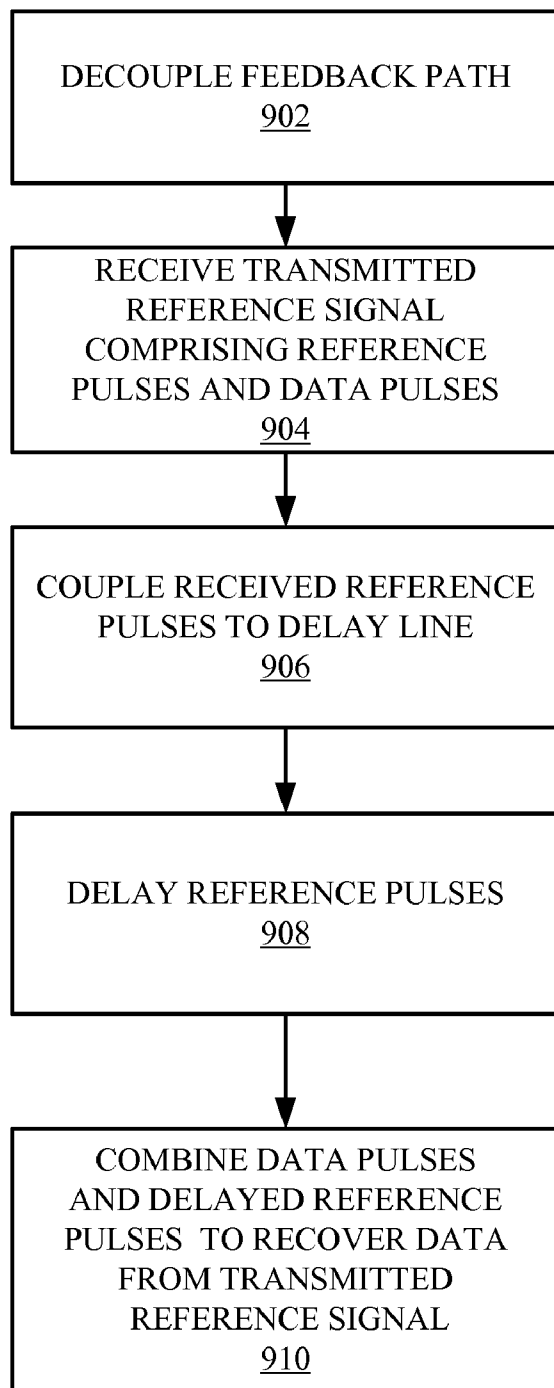 DECOUPLE FEEDBACK PATH
902
RECEIVE TRANSMITTED
REFERENCE SIGNAL
COMPRISING REFERENCE
PULSES AND DATA PULSES
904
COUPLE RECEIVED REFERENCE
PULSES TO DELAY LINE
906
DELAY REFERENCE PULSES
908
COMBINE DATA PULSES
AND DELAYED REFERENCE
PULSES TO RECOVER DATA
FROM TRANSMITTED
REFERENCE SIGNAL
910